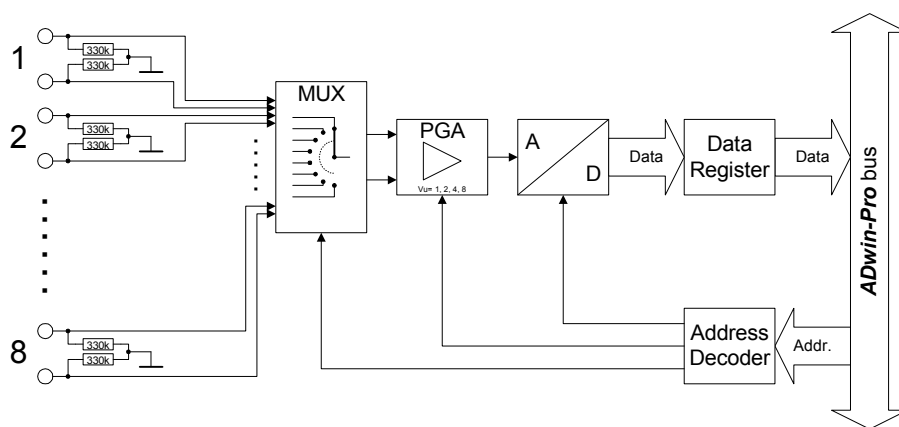 1
330k
330k
2
330k
330k
8
330k
330k
MUX
PGA
Vu= 1, 2, 4, 8
A
D
Data
Data
Register
Data
Address
Decoder
Addr.
ADwin-Pro bus